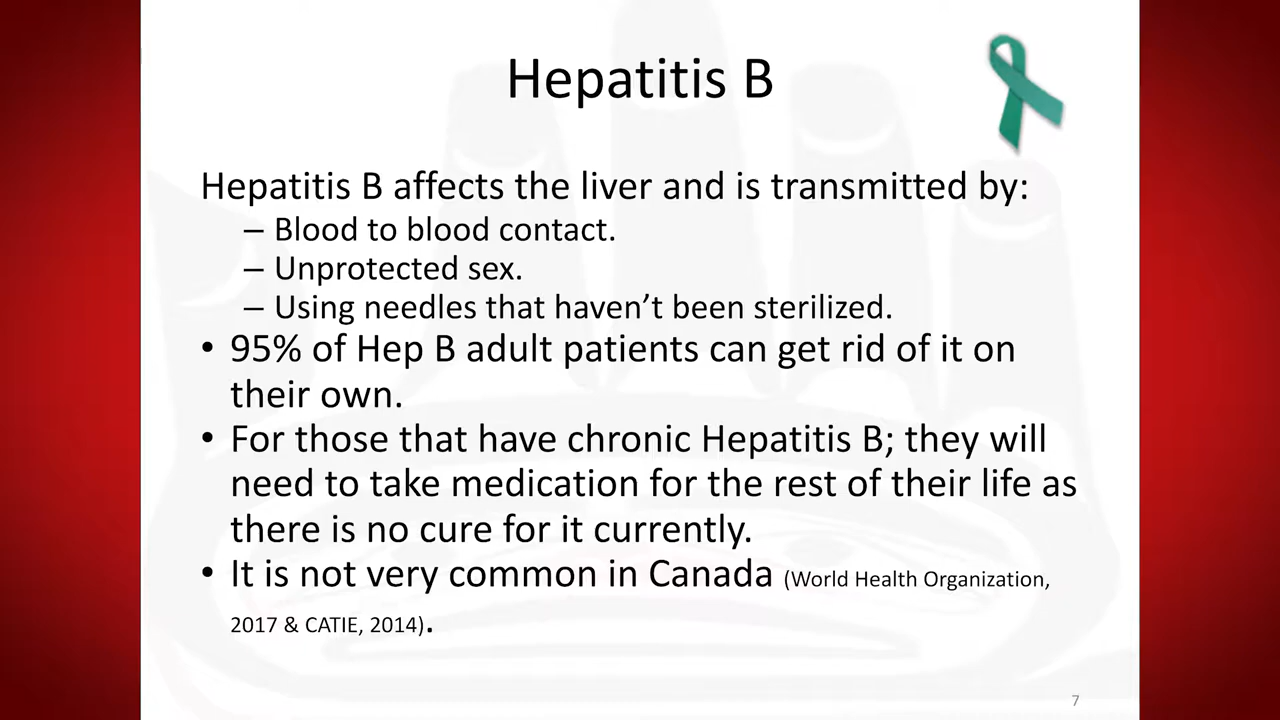 Hepatitis B
Hepatitis B affects the liver and is transmitted by:
– Blood to blood contact.
– Unprotected sex.
– Using needles that haven’t been sterilized.
• 95% of Hep B adult patients can get rid of it on
their own.
• For those that have chronic Hepatitis B; they will
need to take medication for the rest of their life as
there is no cure for it currently.
• It is not very common in Canada (World Health Organization,
2017 & CATIE, 2014).
7